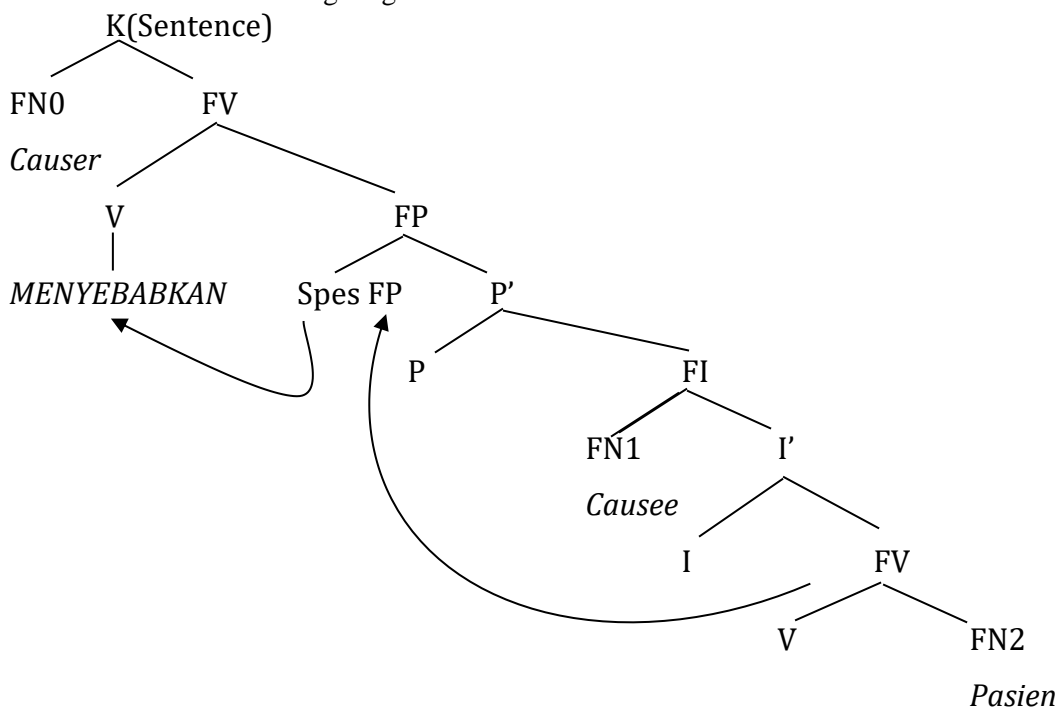 K(Sentence)
FN0 FV
Causer
V FP
MENYEBABKAN Spes FP P’
P FI
FN1 I’
Causee
I FV
V FN2
Pasien